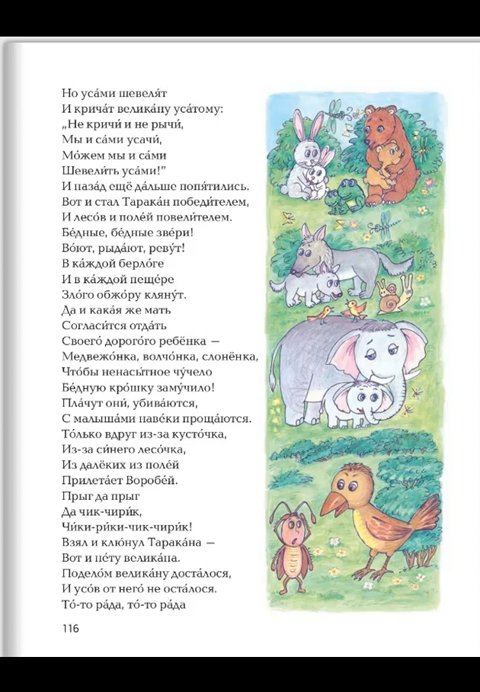 Но уса́ми шевеля́т
И крича́т велика́ну уса́тому:
„Не кричи́ и не рычи́,
Мы и са́ми усачи́,
Мо́жем мы и са́ми
Шевели́ть уса́ми!"
И наза́д ещё да́льше попя́тились.
Вот и стал Тарака́н победи́телем,
И лесо́в и поле́й повели́телем.
Бе́дные, бе́дные зве́ри!
Во́ют, рыда́ют, реву́т!
В ка́ждой берло́ге
И в ка́ждой пеще́ре
Зло́го обжо́ру кляну́т.
Да и кака́я же мать
Согласи́тся отда́ть
Своего́ дорого́го ребёнка —
Медвежо́нка, волчо́нка, слонёнка,
Что́бы ненасы́тное чу́чело
Бе́дную кро́шку заму́чило!
Пла́чут они́, убива́ются,
С малыша́ми наве́ки проща́ются.
То́лько вдруг из-за кусто́чка,
Из-за си́него лесо́чка,
Из далёких из поле́й
Прилета́ет Воробе́й.
Прыг да прыг
Да чик-чири́к,
Чи́ки-ри́ки-чик-чири́к!
Взял и клю́нул Тарака́на —
Вот и не́ту велика́на.
Подело́м велика́ну доста́лося,
И усо́в от него́ не оста́лося.
То́-то ра́да, то́-то ра́да
116